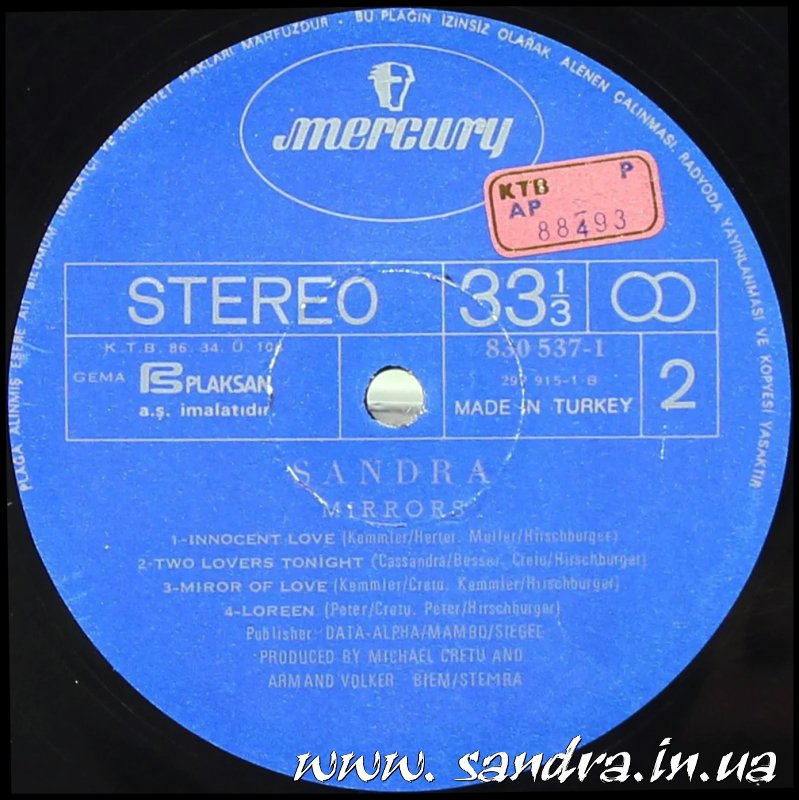 PLAĞA ALINMIŞ ESERE AİT BİLUMUM İMALATÇI VE MÜLKİYET HAKLARI MAHFUZDUR · BU PLAĞIN İZİNSİZ OLARAK ALENEN ÇALINMASI, RADYODA YAYINLANMASI VE KOPYESİ YASAKTIR
mercury
KTB P
AP
88493
STEREO 33 1/3
K.T.B. 86. 34. Ü. 830 537-1
GEMA PLAKSAN 297 915-1-B
a.ş. imalatıdır. MADE IN TURKEY 2
SANDRA
MIRRORS
1-INNOCENT LOVE (Kemmler/Herter. Müller/Hirschburger)
2-TWO LOVERS TONIGHT (Cassandra/Besser. Cretu/Hirschburger)
3-MIROR OF LOVE (Kemmler/Cretu. Kemmler/Hirschburger)
4-LOREEN (Peter/Cretu. Peter/Hirschburger)
Publisher: DATA-ALPHA/MAMBO/SIEGEL
PRODUCED BY MICHAEL CRETU AND
ARMAND VOLKER BIEM/STEMRA
www.sandra.in.ua